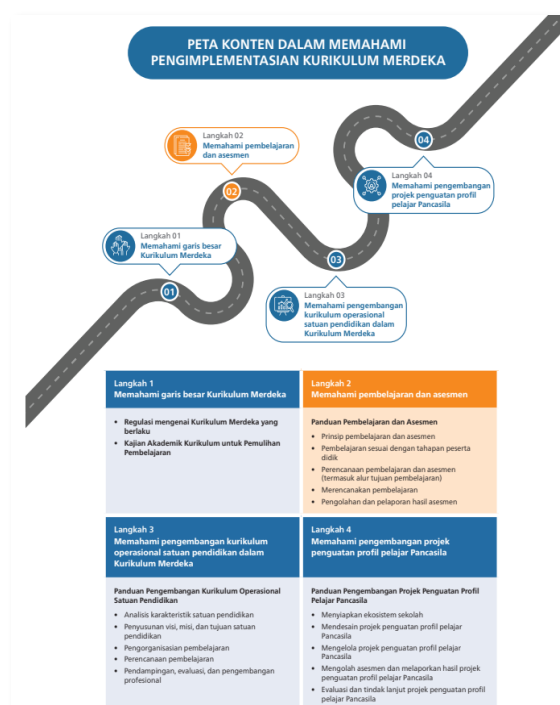 PETA KONTEN DALAM MEMAHAMI
PENGIMPLEMENTASIAN KURIKULUM MERDEKA
Langkah 02
Memahami pembelajaran
dan asesmen
02
04
Langkah 04
Memahami pengembangan
projek penguatan profil
pelajar Pancasila
Langkah 01
Memahami garis besar
Kurikulum Merdeka
01
03
Langkah 03
Memahami pengembangan
kurikulum operasional
satuan pendidikan dalam
Kurikulum Merdeka
Langkah 1
Memahami garis besar Kurikulum Merdeka
• Regulasi mengenai Kurikulum Merdeka yang
berlaku
• Kajian Akademik Kurikulum untuk Pemulihan
Pembelajaran
Langkah 2
Memahami pembelajaran dan asesmen
Panduan Pembelajaran dan Asesmen
• Prinsip pembelajaran dan asesmen
• Pembelajaran sesuai dengan tahapan peserta
didik
• Perencanaan pembelajaran dan asesmen
(termasuk alur tujuan pembelajaran)
• Merencanakan pembelajaran
• Pengolahan dan pelaporan hasil asesmen
Langkah 3
Memahami pengembangan kurikulum
operasional satuan pendidikan dalam
Kurikulum Merdeka
Panduan Pengembangan Kurikulum Operasional
Satuan Pendidikan
• Analisis karakteristik satuan pendidikan
• Penyusunan visi, misi, dan tujuan satuan
pendidikan
• Pengorganisasian pembelajaran
• Perencanaan pembelajaran
• Pendampingan, evaluasi, dan pengembangan
profesional
Langkah 4
Memahami pengembangan projek
penguatan profil pelajar Pancasila
Panduan Pengembangan Projek Penguatan Profil
Pelajar Pancasila
• Menyiapkan ekosistem sekolah
• Mendesain projek penguatan profil pelajar
Pancasila
• Mengelola projek penguatan profil pelajar
Pancasila
• Mengolah asesmen dan melaporkan hasil projek
penguatan profil pelajar Pancasila
• Evaluasi dan tindak lanjut projek penguatan profil
pelajar Pancasila